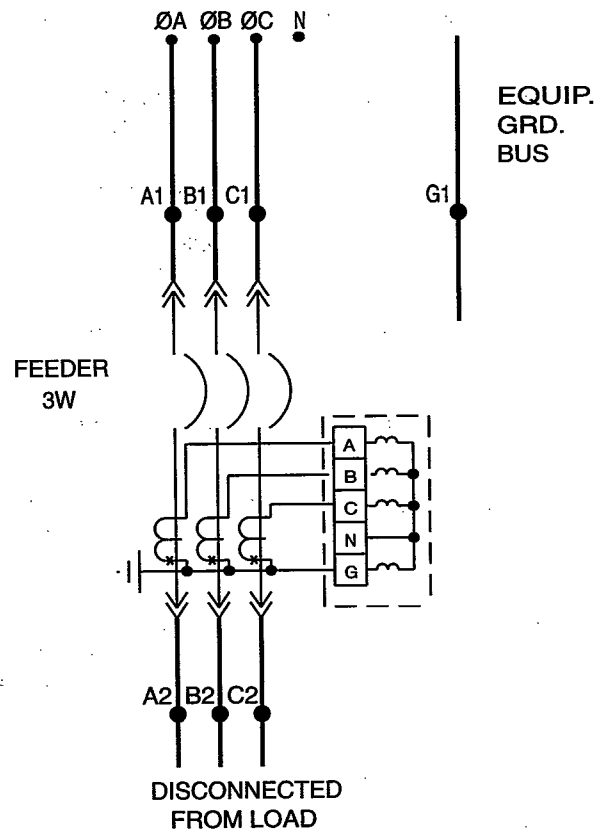 ØA ØB ØC N
EQUIP.
GRD.
BUS
A1 B1 C1 G1
FEEDER
3W
A
B
C
N
G
A2 B2 C2
DISCONNECTED
FROM LOAD